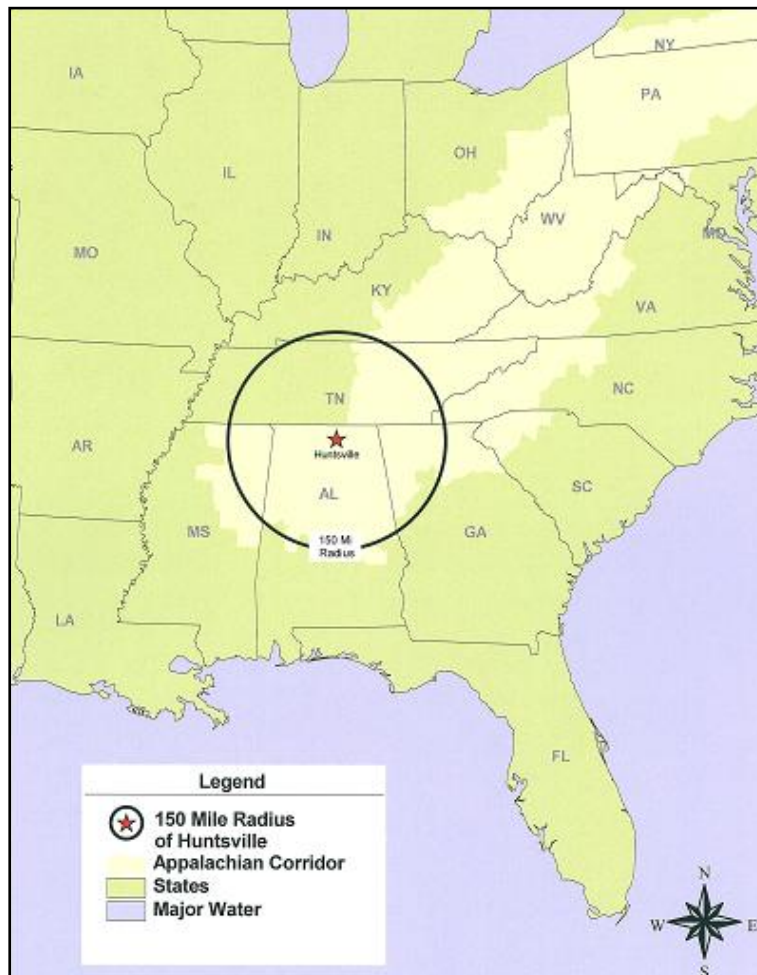 NY
IA
PA
OH
IL
IN
WV
MD
MO
KY
VA
TN
NC
AR
Huntsville
AL
SC
MS
GA
150 Mi
Radius
LA
FL
Legend
150 Mile Radius
of Huntsville
Appalachian Corridor
States
Major Water
N
W
E
S